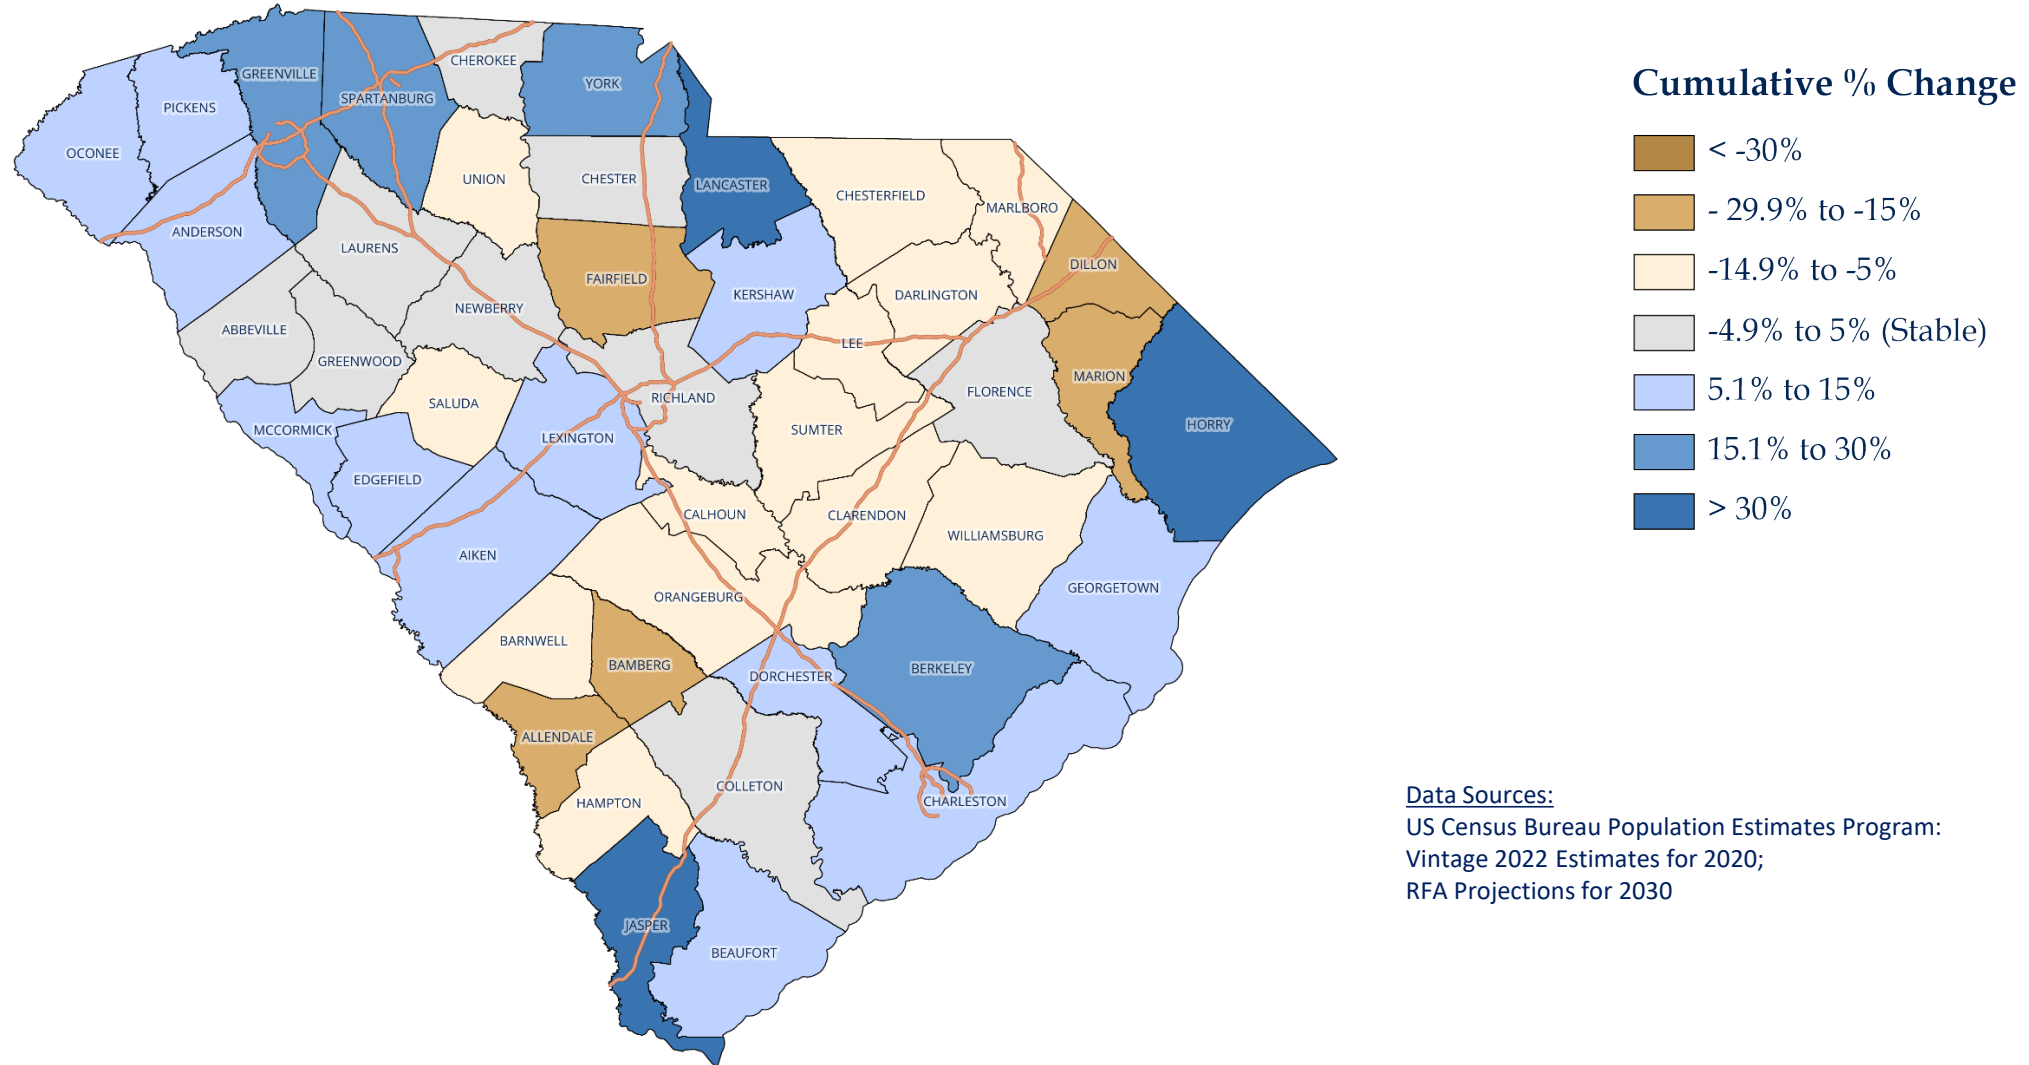 CHEROKEE
GREENVILLE
YORK
SPARTANBURG
PICKENS
OCONEE
UNION
CHESTER
LANCASTER
CHESTERFIELD
MARLBORO
ANDERSON
LAURENS
DILLON
FAIRFIELD
KERSHAW
DARLINGTON
NEWBERRY
ABBEVILLE
LEE
GREENWOOD
MARION
FLORENCE
RICHLAND
SALUDA
HORRY
MCCORMICK
SUMTER
LEXINGTON
EDGEFIELD
CALHOUN
CLARENDON
WILLIAMSBURG
AIKEN
GEORGETOWN
ORANGEBURG
BARNWELL
BAMBERG
BERKELEY
DORCHESTER
ALLENDALE
COLLETON
HAMPTON
CHARLESTON
JASPER
BEAUFORT
Cumulative % Change
< -30%
- 29.9% to -15%
-14.9% to -5%
-4.9% to 5% (Stable)
5.1% to 15%
15.1% to 30%
> 30%
Data Sources:
US Census Bureau Population Estimates Program:
Vintage 2022 Estimates for 2020;
RFA Projections for 2030